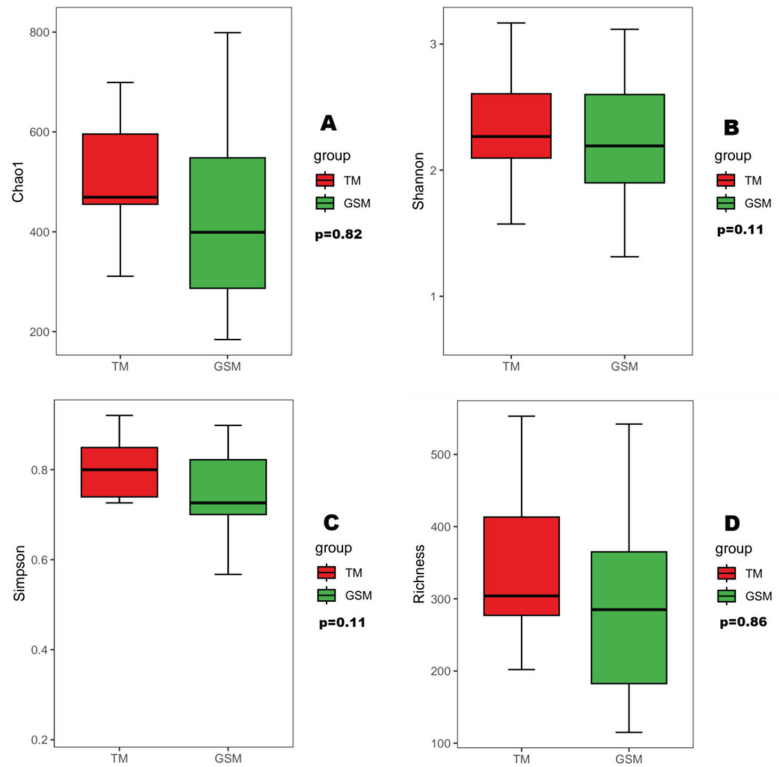 800
600
400
200
Chao1
TM
GSM
A
group
TM
GSM
p=0.82
3
2
1
Shannon
TM
GSM
B
group
TM
GSM
p=0.11
0.8
0.6
0.4
0.2
Simpson
TM
GSM
C
group
TM
GSM
p=0.11
500
400
300
200
100
Richness
TM
GSM
D
group
TM
GSM
p=0.86